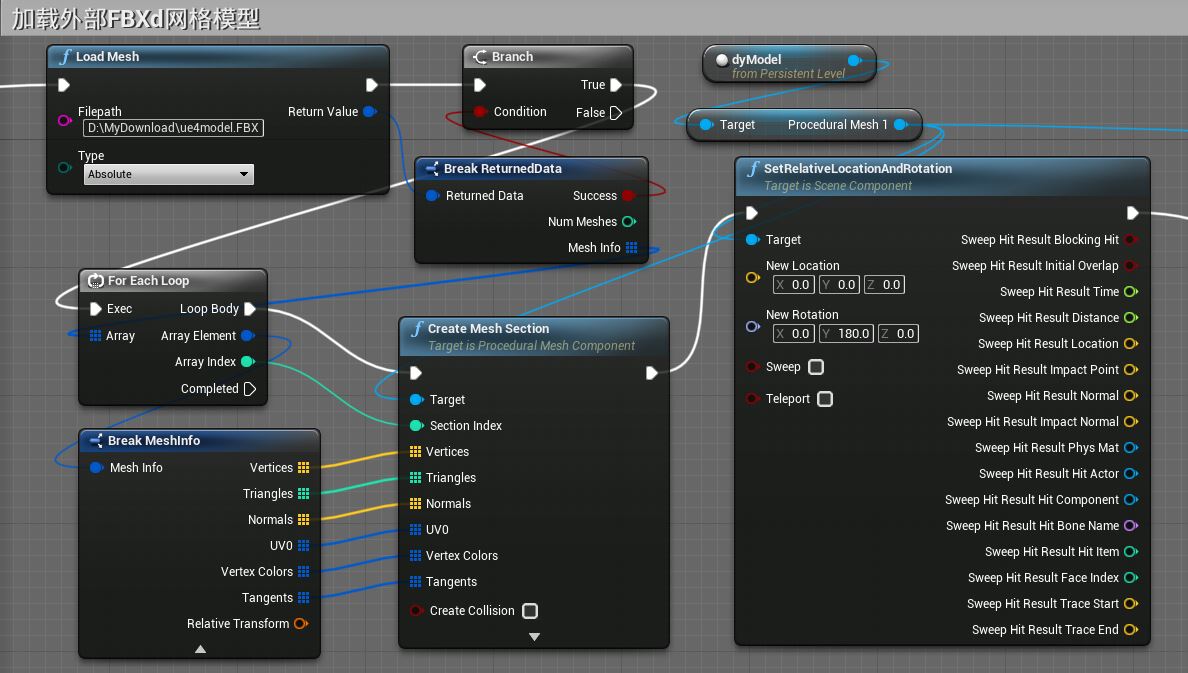 加载外部FBXd网格模型
Load Mesh
Filepath
D:\MyDownload\ue4model.FBX
Return Value
Type
Absolute
Branch
True
Condition
False
dyModel
from Persistent Level
Target Procedural Mesh 1
Break ReturnedData
Returned Data Success
Num Meshes
Mesh Info
For Each Loop
Exec Loop Body
Array Array Element
Array Index
Completed
Break MeshInfo
Mesh Info Vertices
Triangles
Normals
UV0
Vertex Colors
Tangents
Relative Transform
Create Mesh Section
Target is Procedural Mesh Component
Target
Section Index
Vertices
Triangles
Normals
UV0
Vertex Colors
Tangents
Create Collision
SetRelativeLocationAndRotation
Target is Scene Component
Target
New Location
X 0.0 Y 0.0 Z 0.0
New Rotation
X 0.0 Y 180.0 Z 0.0
Sweep
Teleport
Sweep Hit Result Blocking Hit
Sweep Hit Result Initial Overlap
Sweep Hit Result Time
Sweep Hit Result Distance
Sweep Hit Result Location
Sweep Hit Result Impact Point
Sweep Hit Result Normal
Sweep Hit Result Impact Normal
Sweep Hit Result Phys Mat
Sweep Hit Result Hit Actor
Sweep Hit Result Hit Component
Sweep Hit Result Hit Bone Name
Sweep Hit Result Hit Item
Sweep Hit Result Face Index
Sweep Hit Result Trace Start
Sweep Hit Result Trace End